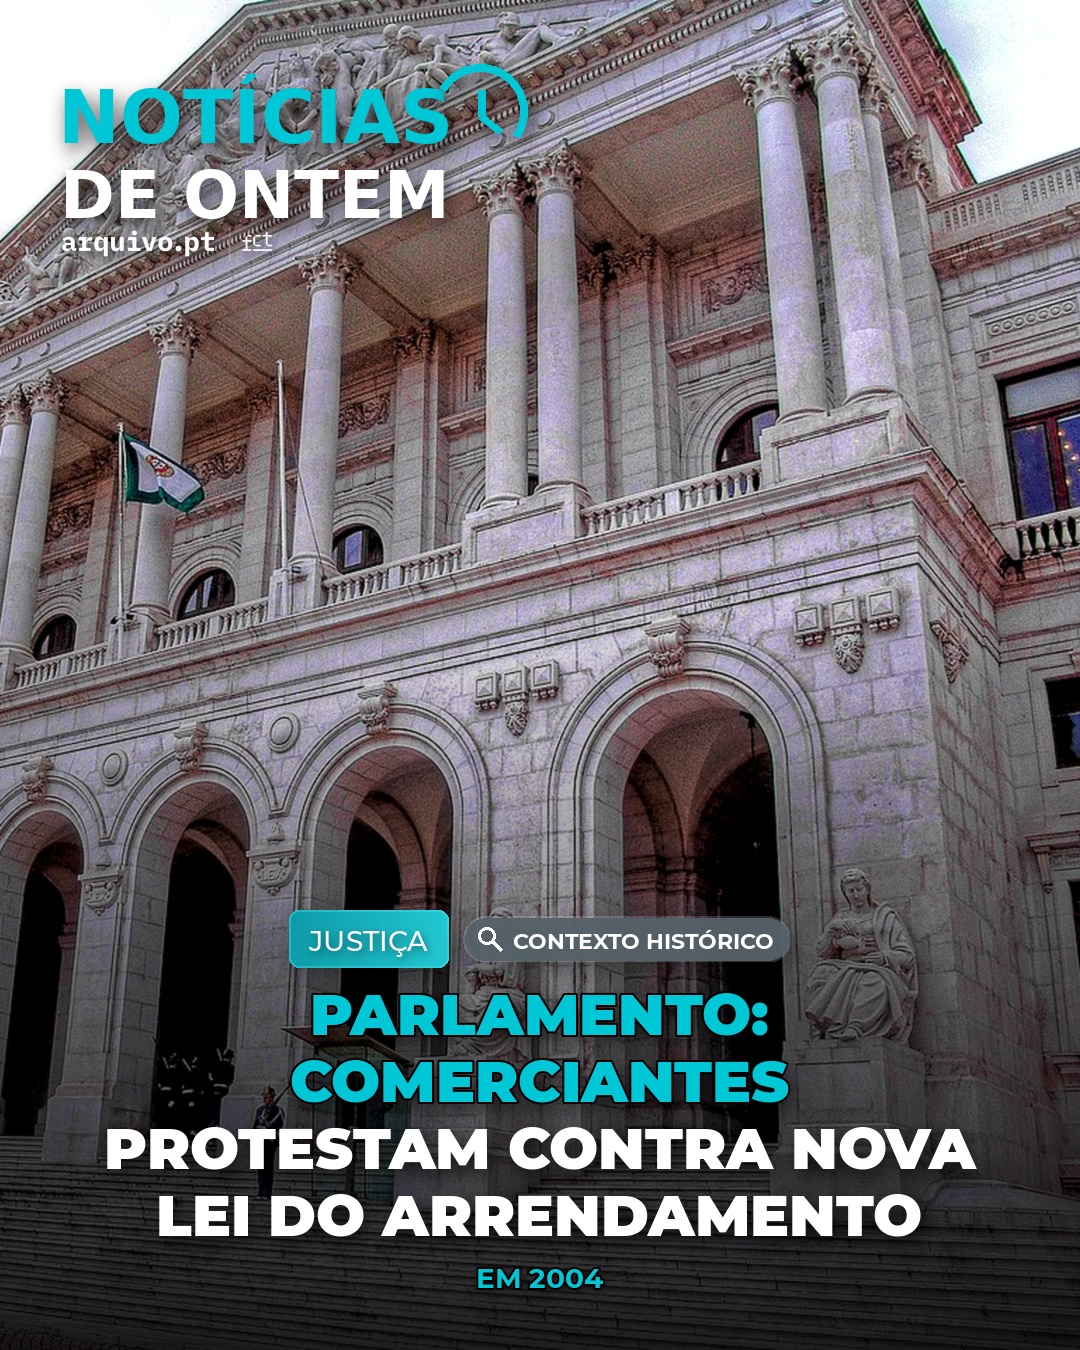 NOTÍCIAS
DE ONTEM
arquivo.pt fct
JUSTIÇA
CONTEXTO HISTÓRICO
PARLAMENTO:
COMERCIANTES
PROTESTAM CONTRA NOVA
LEI DO ARRENDAMENTO
EM 2004